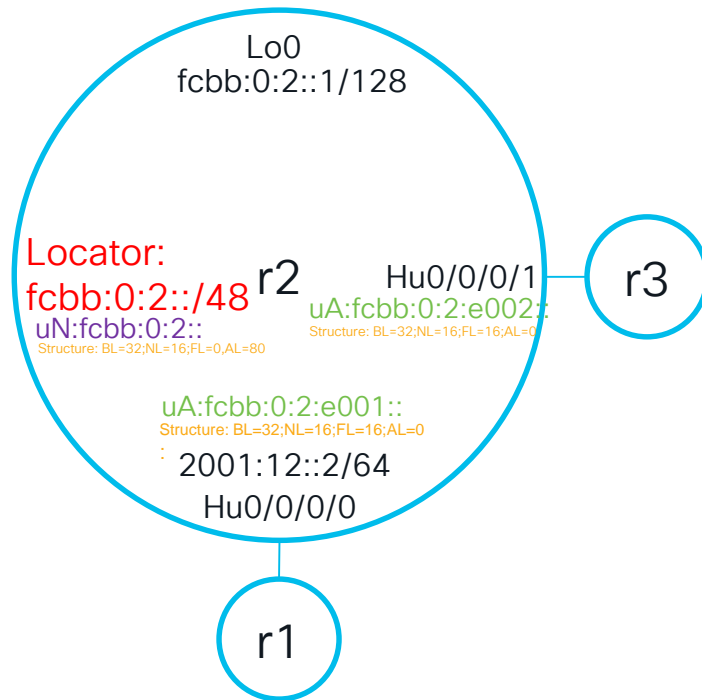 Lo0
fcbb:0:2::1/128
Locator:
fcbb:0:2::/48
r2
Hu0/0/0/1
r3
uN:fcbb:0:2::
Structure: BL=32;NL=16;FL=0,AL=80
uA:fcbb:0:2:e002::
Structure: BL=32;NL=16;FL=16;AL=0
uA:fcbb:0:2:e001::
Structure: BL=32;NL=16;FL=16;AL=0
:
2001:12::2/64
Hu0/0/0/0
r1